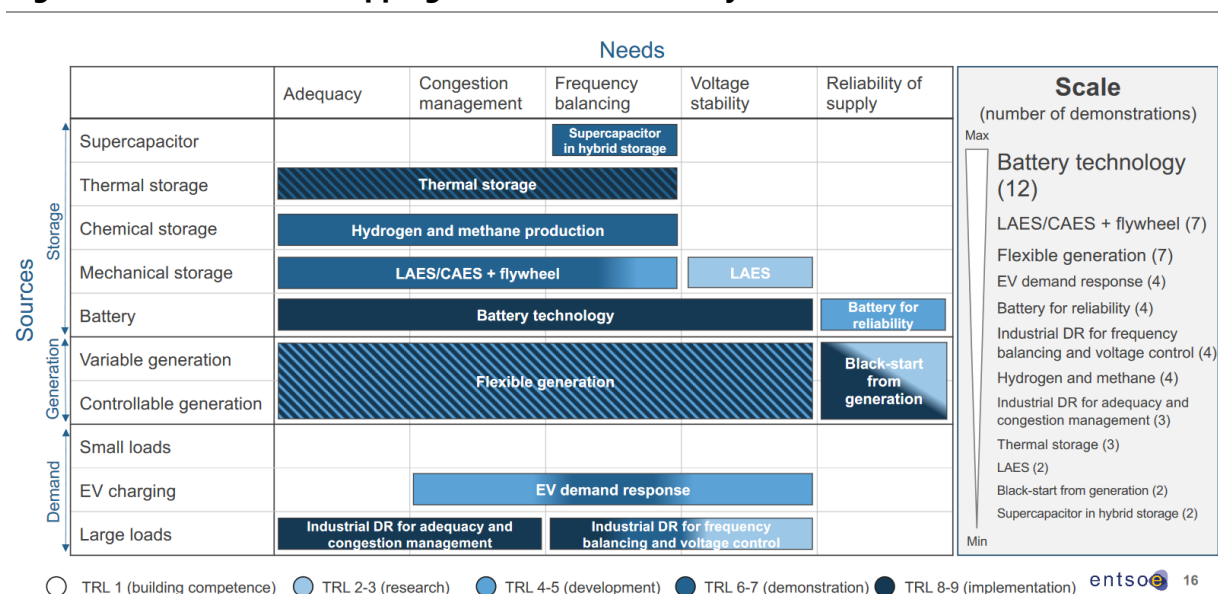 Needs
Adequacy
Congestion
management
Frequency
balancing
Voltage
stability
Reliability of
supply
Sources
Storage
Supercapacitor
Supercapacitor
in hybrid storage
Thermal storage
Thermal storage
Chemical storage
Hydrogen and methane production
Mechanical storage
LAES/CAES + flywheel
LAES
Battery
Battery technology
Battery for
reliability
Generation
Variable generation
Controllable generation
Flexible generation
Black-start
from
generation
Demand
Small loads
EV charging
EV demand response
Large loads
Industrial DR for adequacy and
congestion management
Industrial DR for frequency
balancing and voltage control
Scale
(number of demonstrations)
Max
Battery technology
(12)
LAES/CAES + flywheel (7)
Flexible generation (7)
EV demand response (4)
Battery for reliability (4)
Industrial DR for frequency
balancing and voltage control (4)
Hydrogen and methane (4)
Industrial DR for adequacy and
congestion management (3)
Thermal storage (3)
LAES (2)
Black-start from generation (2)
Supercapacitor in hybrid storage (2)
Min
TRL 1 (building competence)
TRL 2-3 (research)
TRL 4-5 (development)
TRL 6-7 (demonstration)
TRL 8-9 (implementation)
entsoe
16